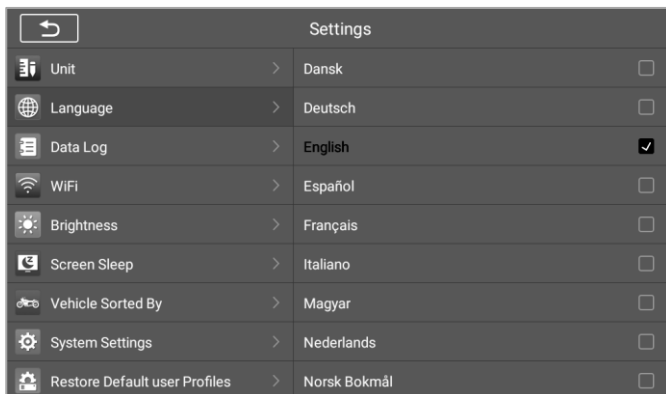 Settings
Unit
Language
Data Log
WiFi
Brightness
Screen Sleep
Vehicle Sorted By
System Settings
Restore Default user Profiles
Dansk
Deutsch
English
Español
Français
Italiano
Magyar
Nederlands
Norsk Bokmål